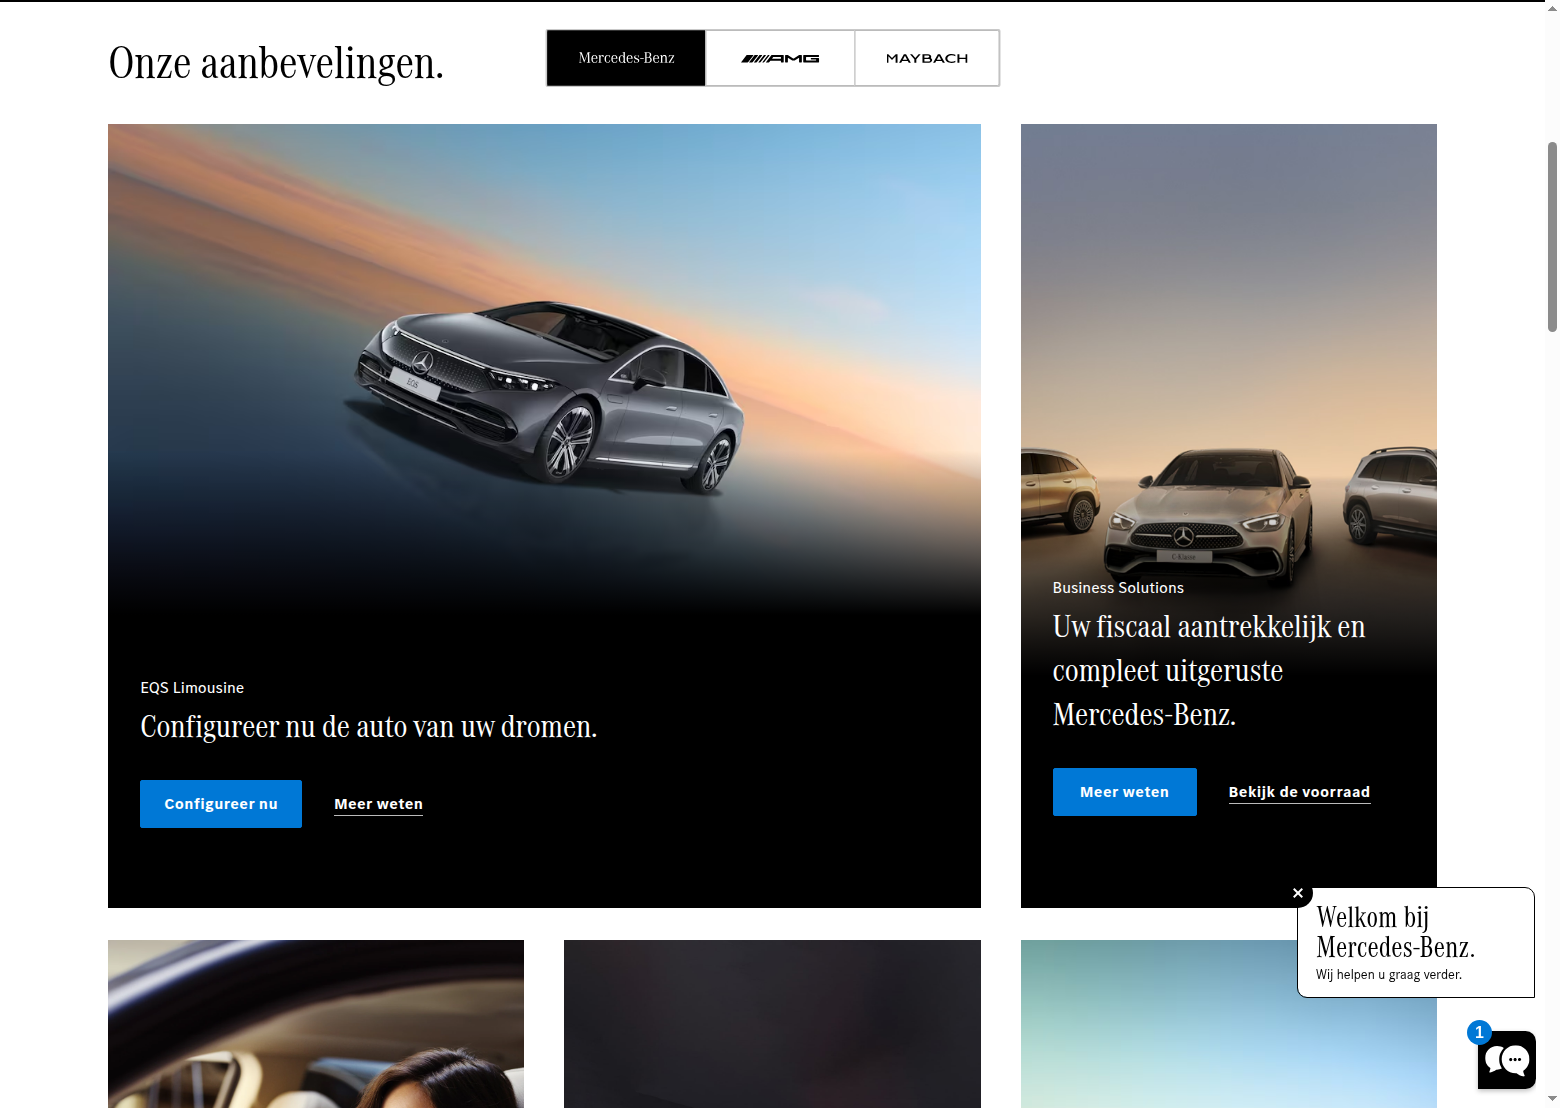 Onze aanbevelingen.
Mercedes-Benz
AMG
MAYBACH
EQS
C-Klasse
EQS Limousine
Configureer nu de auto van uw dromen.
Configureer nu
Meer weten
Business Solutions
Uw fiscaal aantrekkelijk en
compleet uitgeruste
Mercedes-Benz.
Meer weten
Bekijk de voorraad
Welkom bij
Mercedes-Benz.
Wij helpen u graag verder.
1